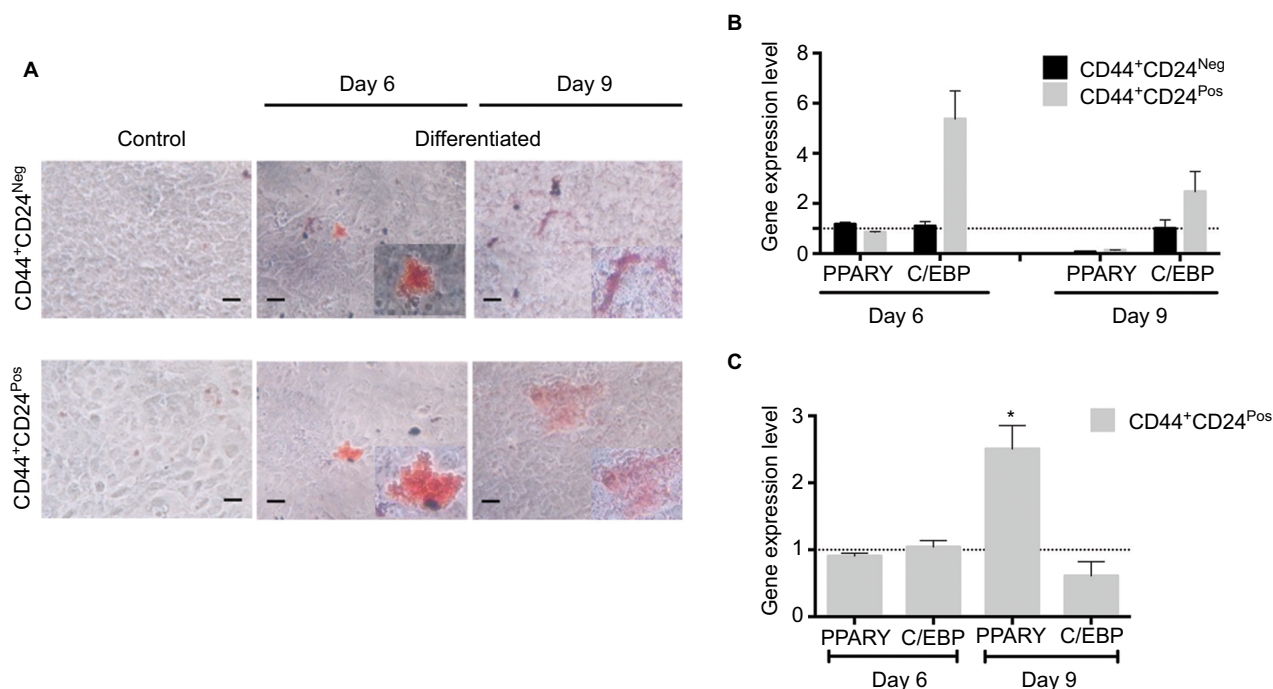 A
Day 6 Day 9
Control Differentiated
CD44+CD24Neg
CD44+CD24Pos
B
Gene expression level
8
6
4
2
0
CD44+CD24Neg
CD44+CD24Pos
PPARY C/EBP PPARY C/EBP
Day 6 Day 9
C
Gene expression level
3
2
1
0
*
CD44+CD24Pos
PPARY C/EBP PPARY C/EBP
Day 6 Day 9